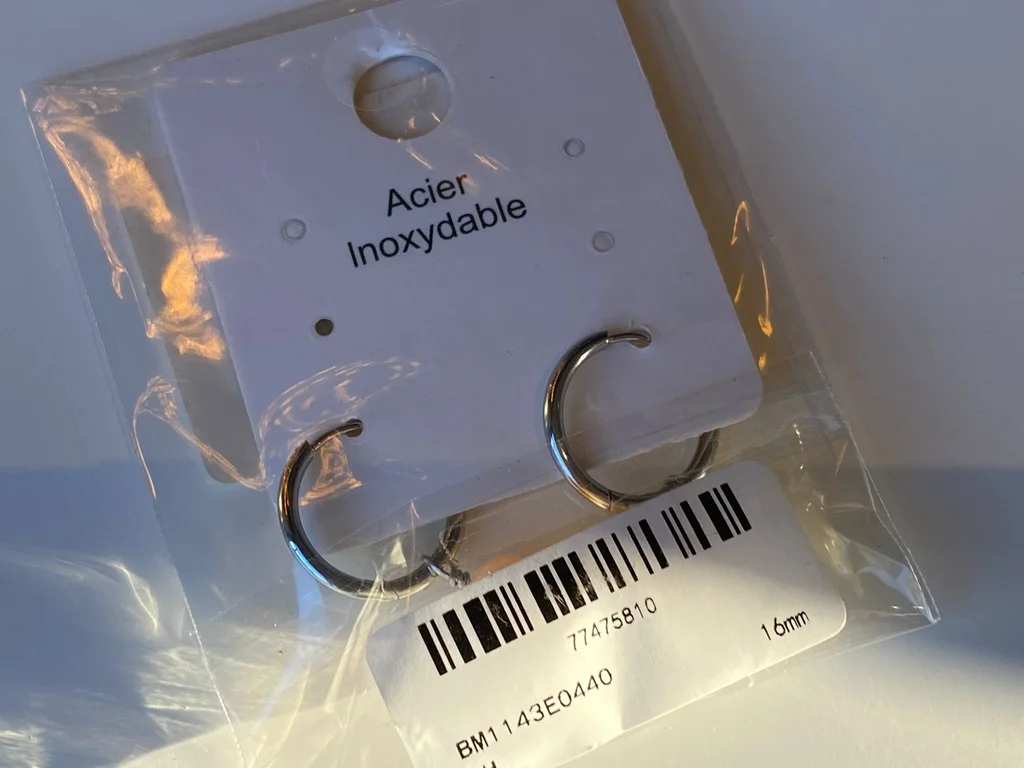 Acier
Inoxydable
77475810
16mm
BM1143E0440